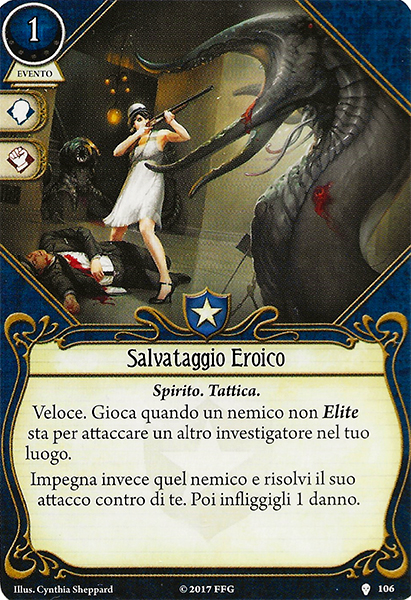 1
EVENTO
Salvataggio Eroico
Spirito. Tattica.
Veloce. Gioca quando un nemico non Elite
sta per attaccare un altro investigatore nel tuo
luogo.
Impegna invece quel nemico e risolvi il suo
attacco contro di te. Poi infliggigli 1 danno.
Illus. Cynthia Sheppard © 2017 FFG 106